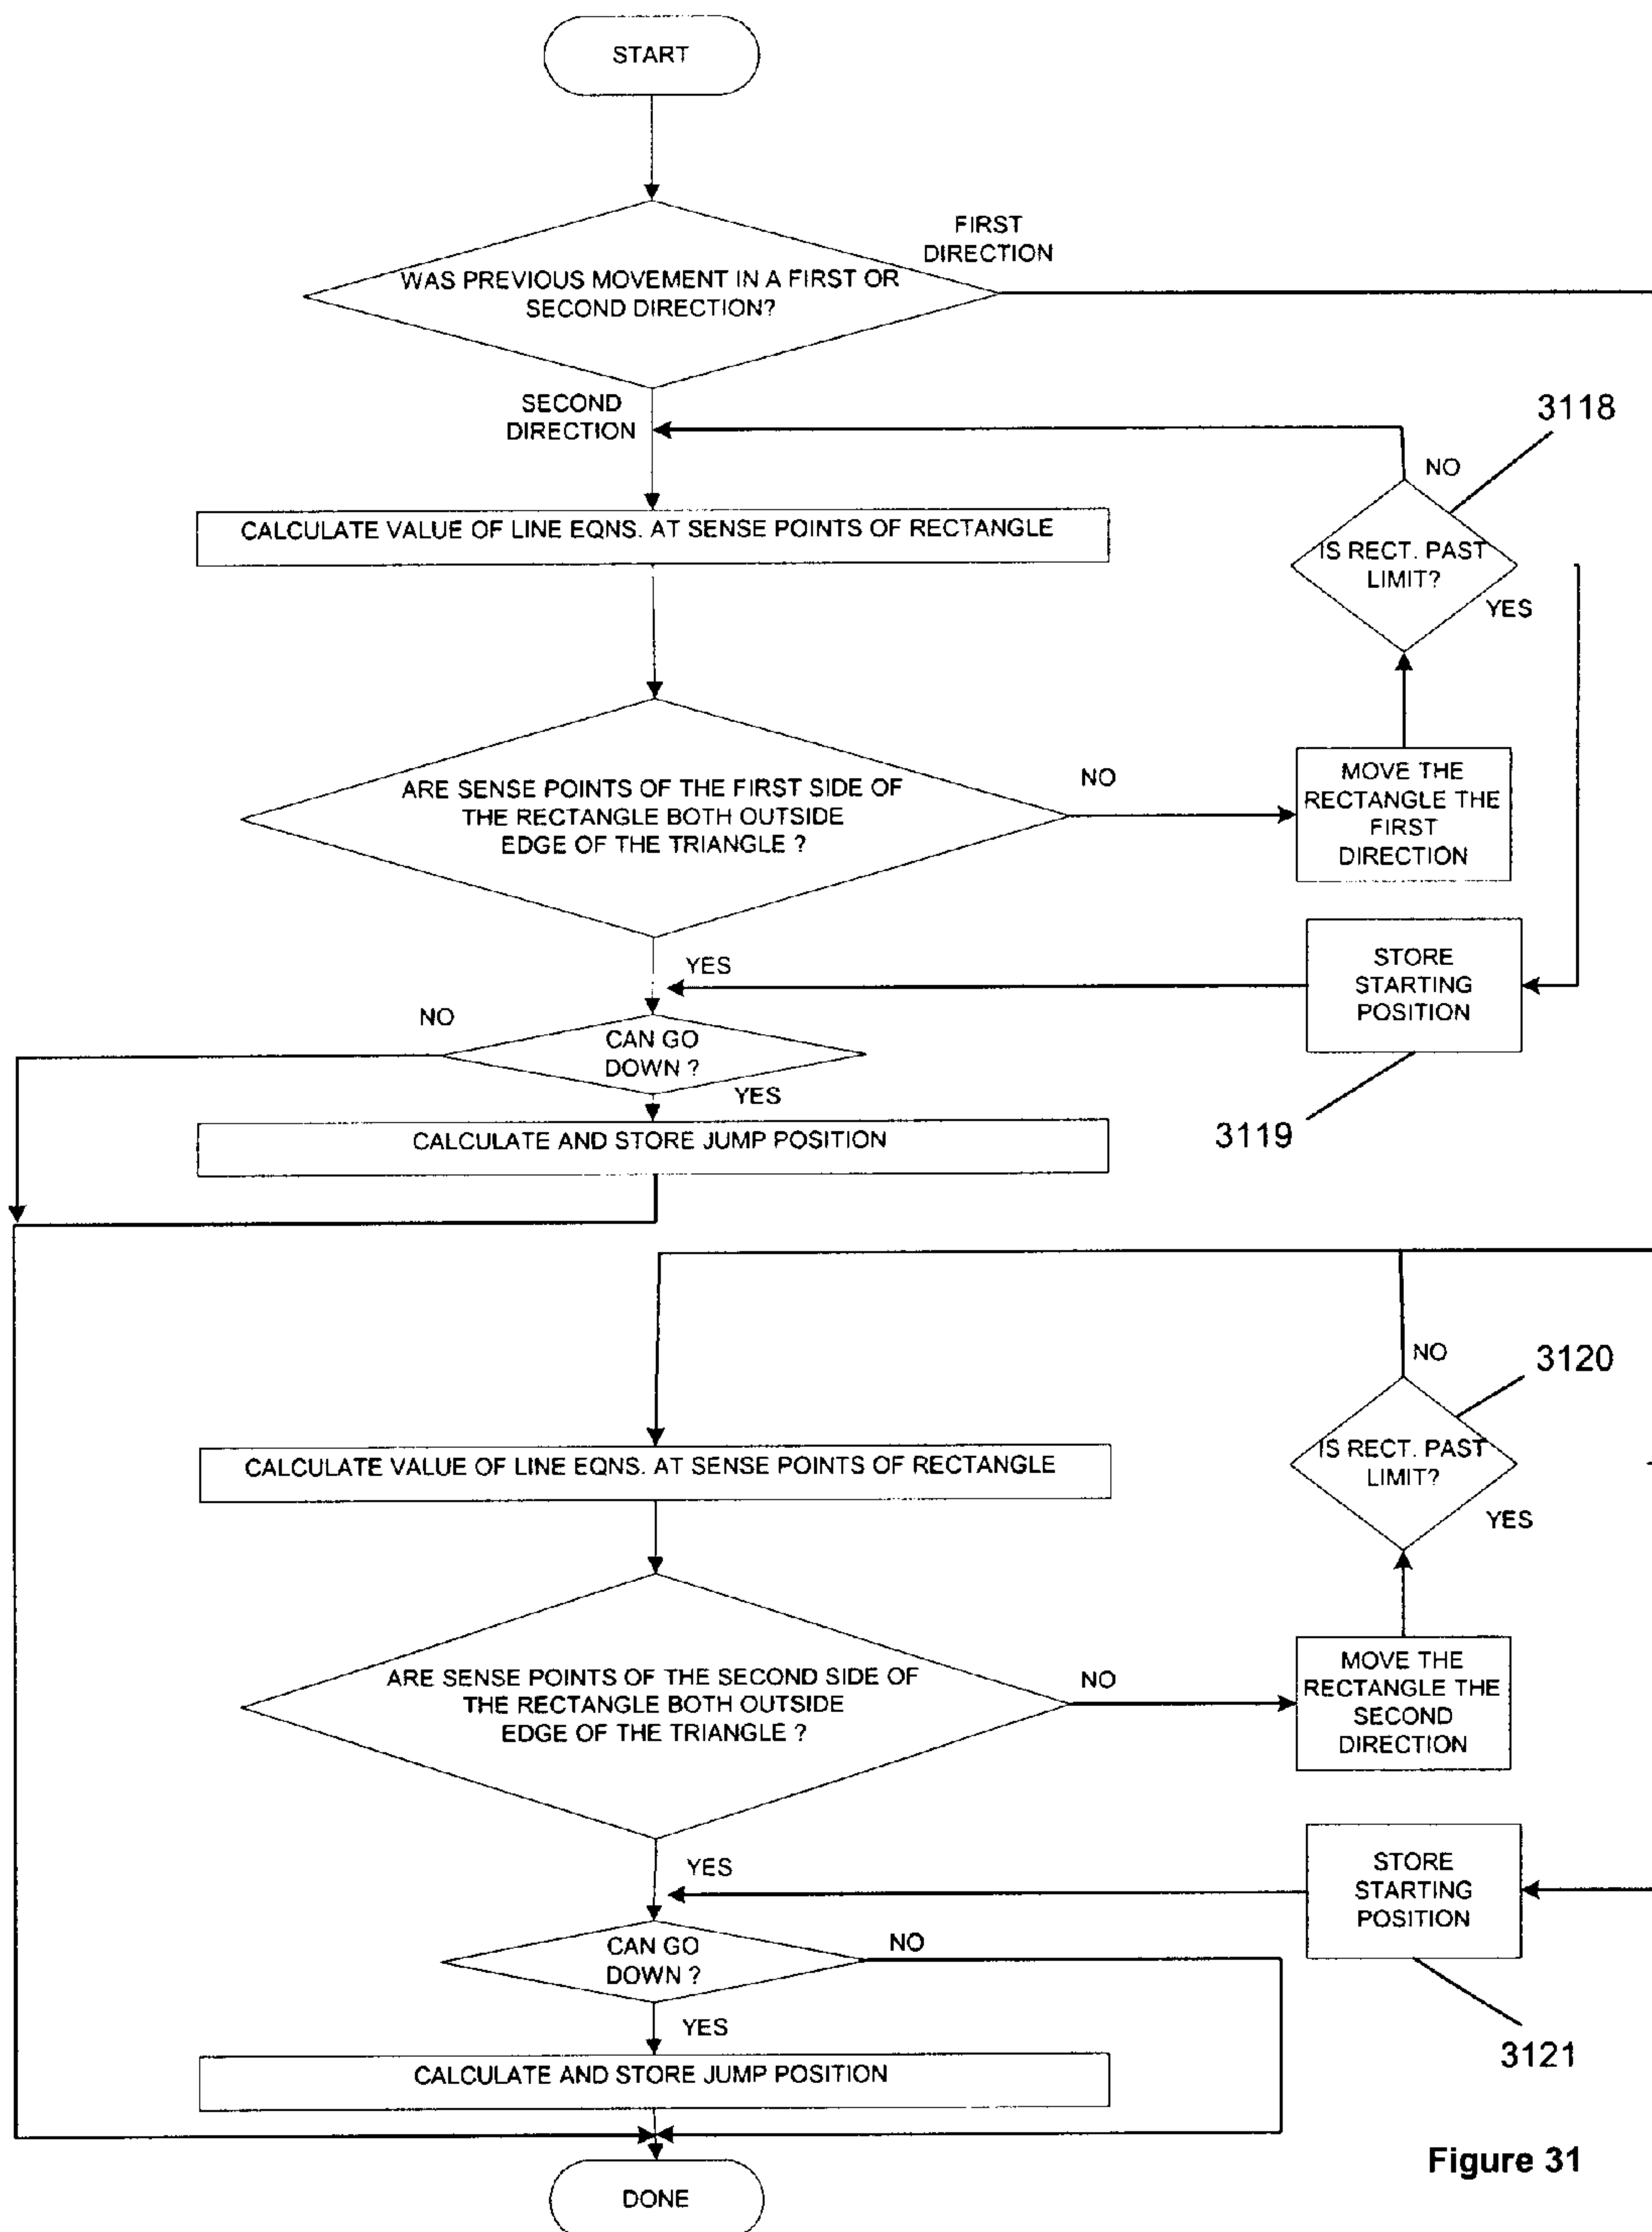 START
FIRST
DIRECTION
WAS PREVIOUS MOVEMENT IN A FIRST OR
SECOND DIRECTION?
SECOND
DIRECTION
3118
NO
CALCULATE VALUE OF LINE EQNS. AT SENSE POINTS OF RECTANGLE
IS RECT. PAST
LIMIT?
YES
ARE SENSE POINTS OF THE FIRST SIDE OF
THE RECTANGLE BOTH OUTSIDE
EDGE OF THE TRIANGLE ?
NO
MOVE THE
RECTANGLE THE
FIRST
DIRECTION
YES
STORE
STARTING
POSITION
NO
CAN GO
DOWN ?
YES
3119
CALCULATE AND STORE JUMP POSITION
NO
3120
CALCULATE VALUE OF LINE EQNS. AT SENSE POINTS OF RECTANGLE
IS RECT. PAST
LIMIT?
YES
ARE SENSE POINTS OF THE SECOND SIDE OF
THE RECTANGLE BOTH OUTSIDE
EDGE OF THE TRIANGLE ?
NO
MOVE THE
RECTANGLE THE
SECOND
DIRECTION
YES
STORE
STARTING
POSITION
CAN GO
DOWN ?
NO
YES
3121
CALCULATE AND STORE JUMP POSITION
Figure 31
DONE